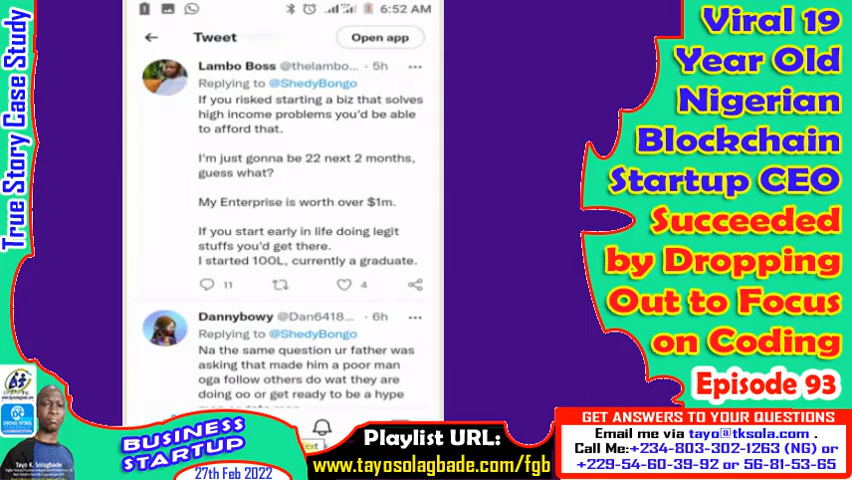 True Story Case Study
6:52 AM
Tweet
Open app
Lambo Boss @thelambo... · 5h
Replying to @ShedyBongo
If you risked starting a biz that solves
high income problems you'd be able
to afford that.
I'm just gonna be 22 next 2 months,
guess what?
My Enterprise is worth over $1m.
If you start early in life doing legit
stuffs you'd get there.
I started 100L, currently a graduate.
11
4
Dannybowy @Dan6418... · 6h
Replying to @ShedyBongo
Na the same question ur father was
asking that made him a poor man
oga follow others do wat they are
doing oo or get ready to be a hype
Viral 19
Year Old
Nigerian
Blockchain
Startup CEO
Succeeded
by Dropping
Out to Focus
on Coding
Episode 93
Tayo K. Solagbade
BUSINESS
STARTUP
27th Feb 2022
Playlist URL:
www.tayosolagbade.com/fgb
GET ANSWERS TO YOUR QUESTIONS
Email me via tayo@tksola.com .
Call Me:+234-803-302-1263 (NG) or
+229-54-60-39-92 or 56-81-53-65